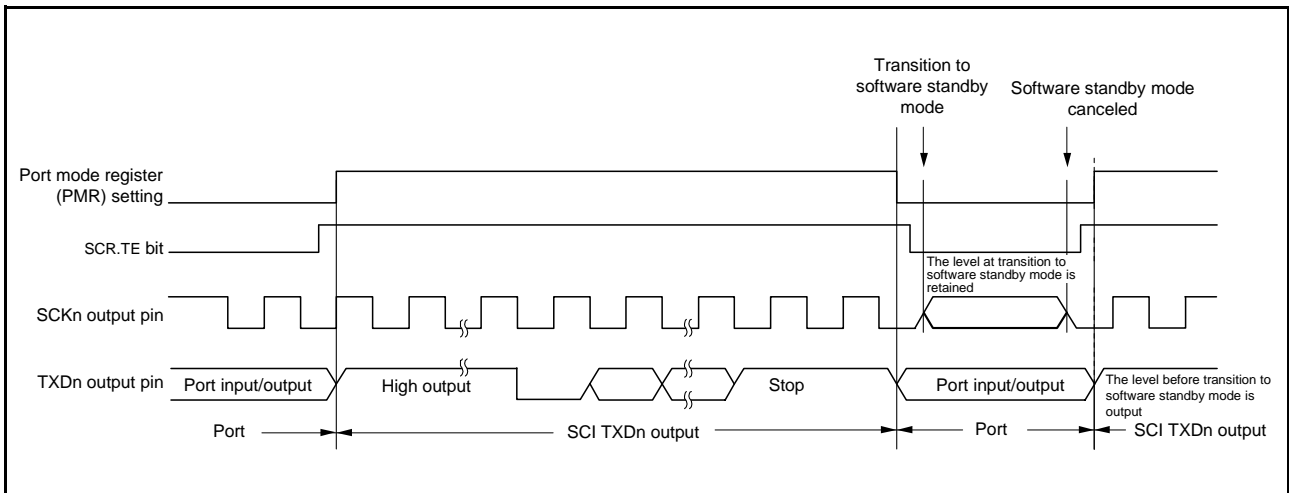 Transition to
software standby
mode
Software standby mode
canceled
Port mode register
(PMR) setting
SCR.TE bit
The level at transition to
software standby mode is
retained
SCKn output pin
TXDn output pin
Port input/output
High output
Stop
Port input/output
The level before transition to
software standby mode is
output
Port
SCI TXDn output
Port
SCI TXDn output